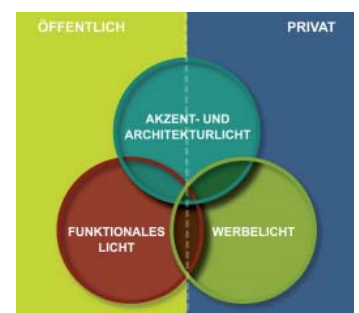 ÖFFENTLICH
PRIVAT
AKZENT- UND
ARCHITEKTURLICHT
FUNKTIONALES
LICHT
WERBELICHT